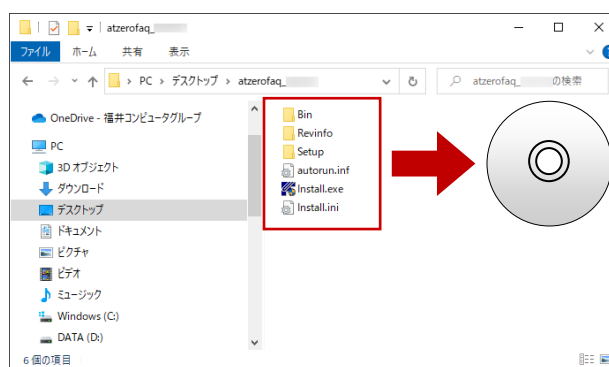 atzerofaq_
ファイル ホーム 共有 表示
PC › デスクトップ › atzerofaq_
atzerofaq_ の検索
OneDrive - 福井コンピュータグループ
PC
3D オブジェクト
ダウンロード
デスクトップ
ドキュメント
ピクチャ
ビデオ
ミュージック
Windows (C:)
DATA (D:)
Bin
Revinfo
Setup
autorun.inf
Install.exe
Install.ini
6 個の項目